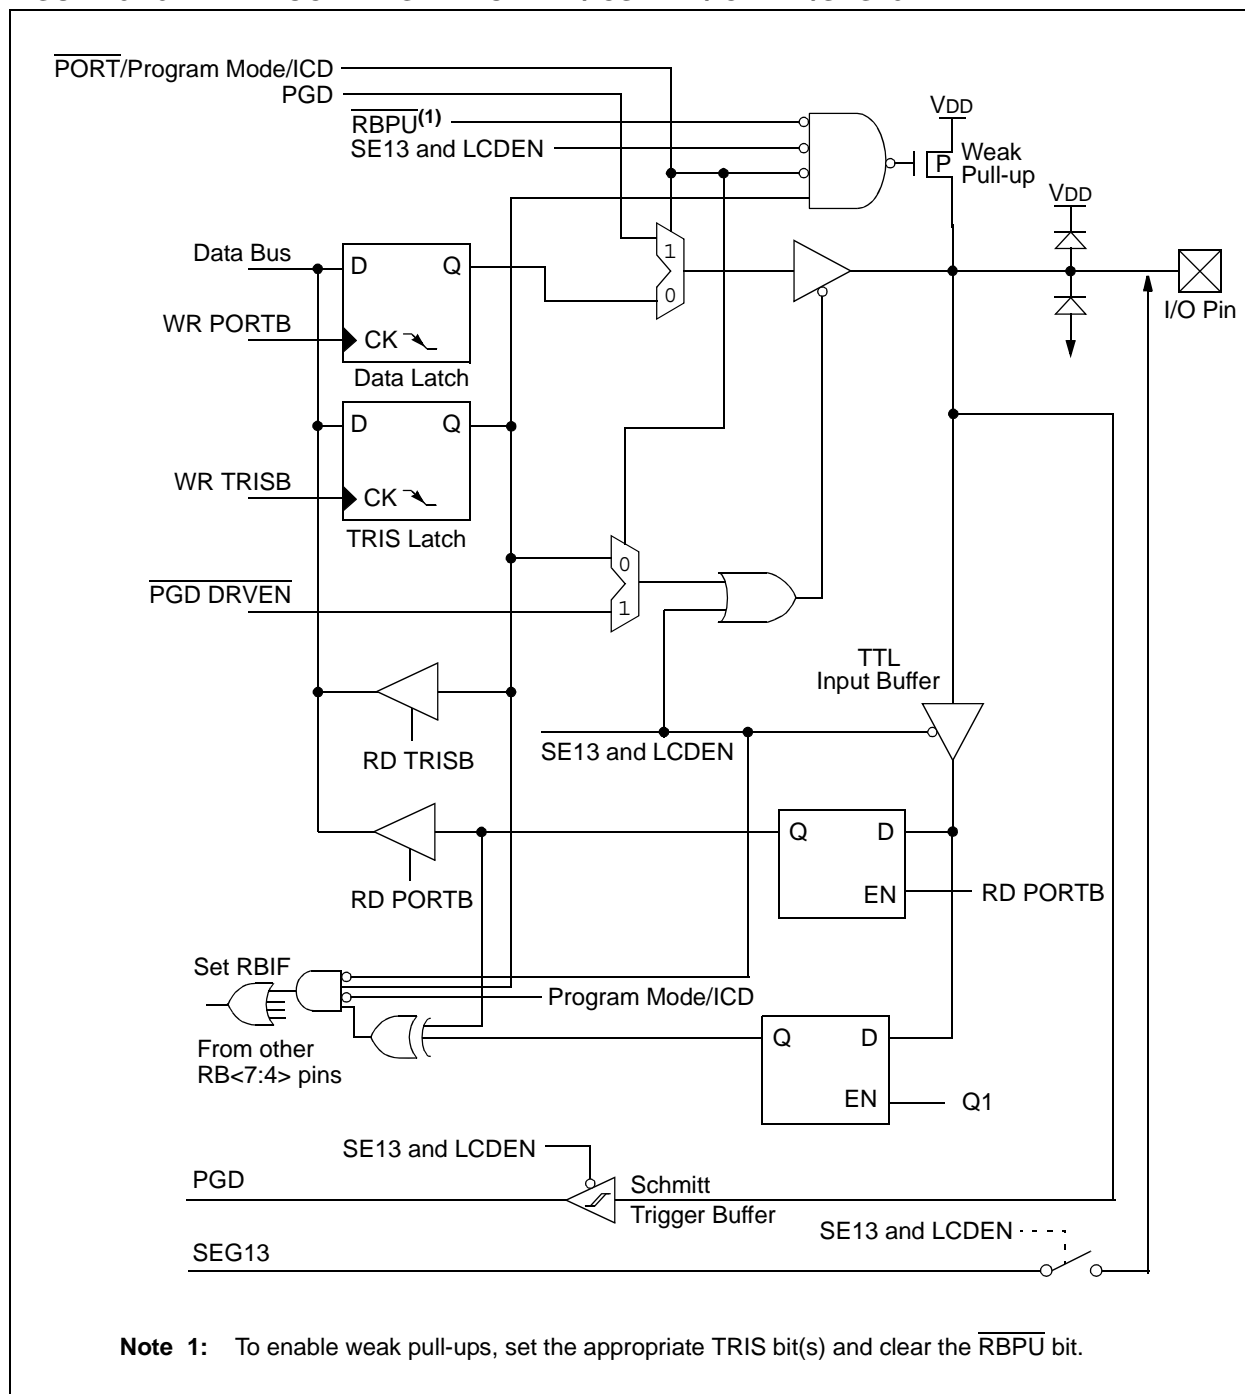 PORT/Program Mode/ICD
PGD
RBPU(1)
SE13 and LCDEN
VDD
P
Weak
Pull-up
VDD
I/O Pin
Data Bus
D
Q
1
0
WR PORTB
CK
Data Latch
D
Q
WR TRISB
CK
TRIS Latch
0
1
PGD DRVEN
TTL
Input Buffer
RD TRISB
SE13 and LCDEN
Q
D
EN
RD PORTB
RD PORTB
Set RBIF
Program Mode/ICD
From other
RB<7:4> pins
Q
D
EN
Q1
SE13 and LCDEN
PGD
Schmitt
Trigger Buffer
SE13 and LCDEN
SEG13
Note 1: To enable weak pull-ups, set the appropriate TRIS bit(s) and clear the RBPU bit.